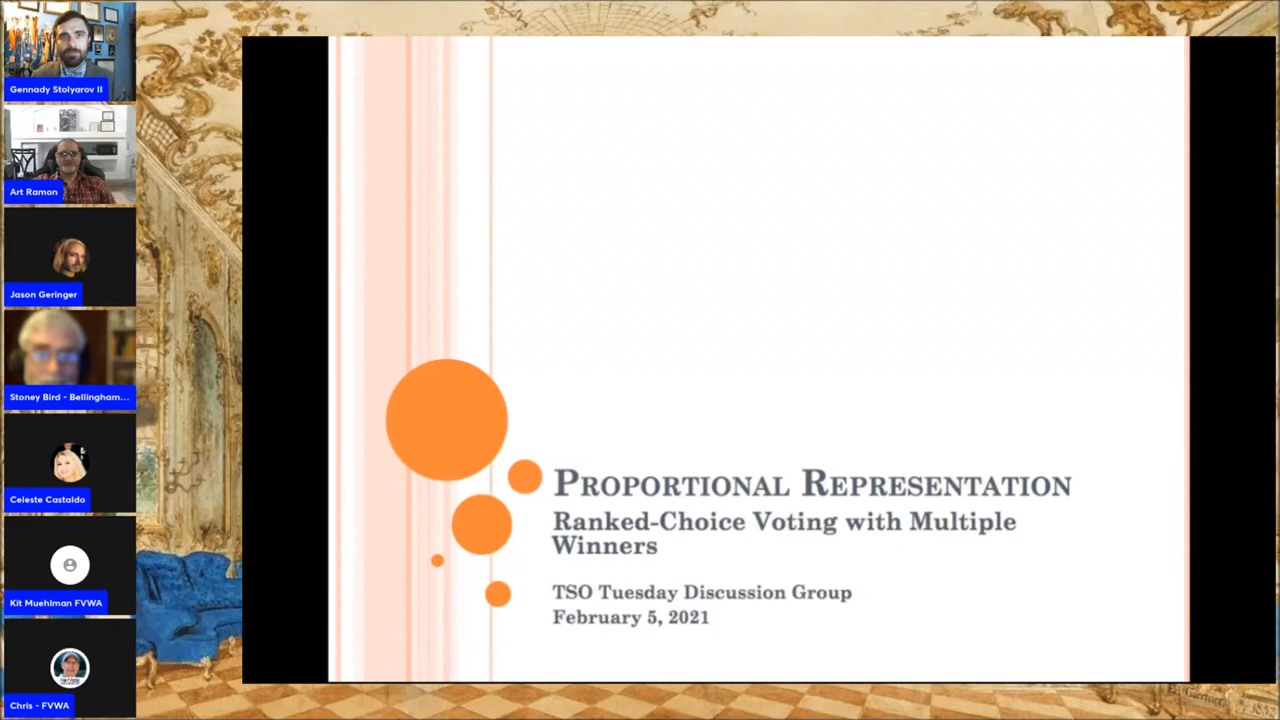 Gennady Stolyarov II
Art Ramon
Jason Geringer
Stoney Bird - Bellingham...
Celeste Castaldo
Kit Muehlman FVWA
Chris - FVWA
PROPORTIONAL REPRESENTATION
Ranked-Choice Voting with Multiple
Winners
TSO Tuesday Discussion Group
February 5, 2021